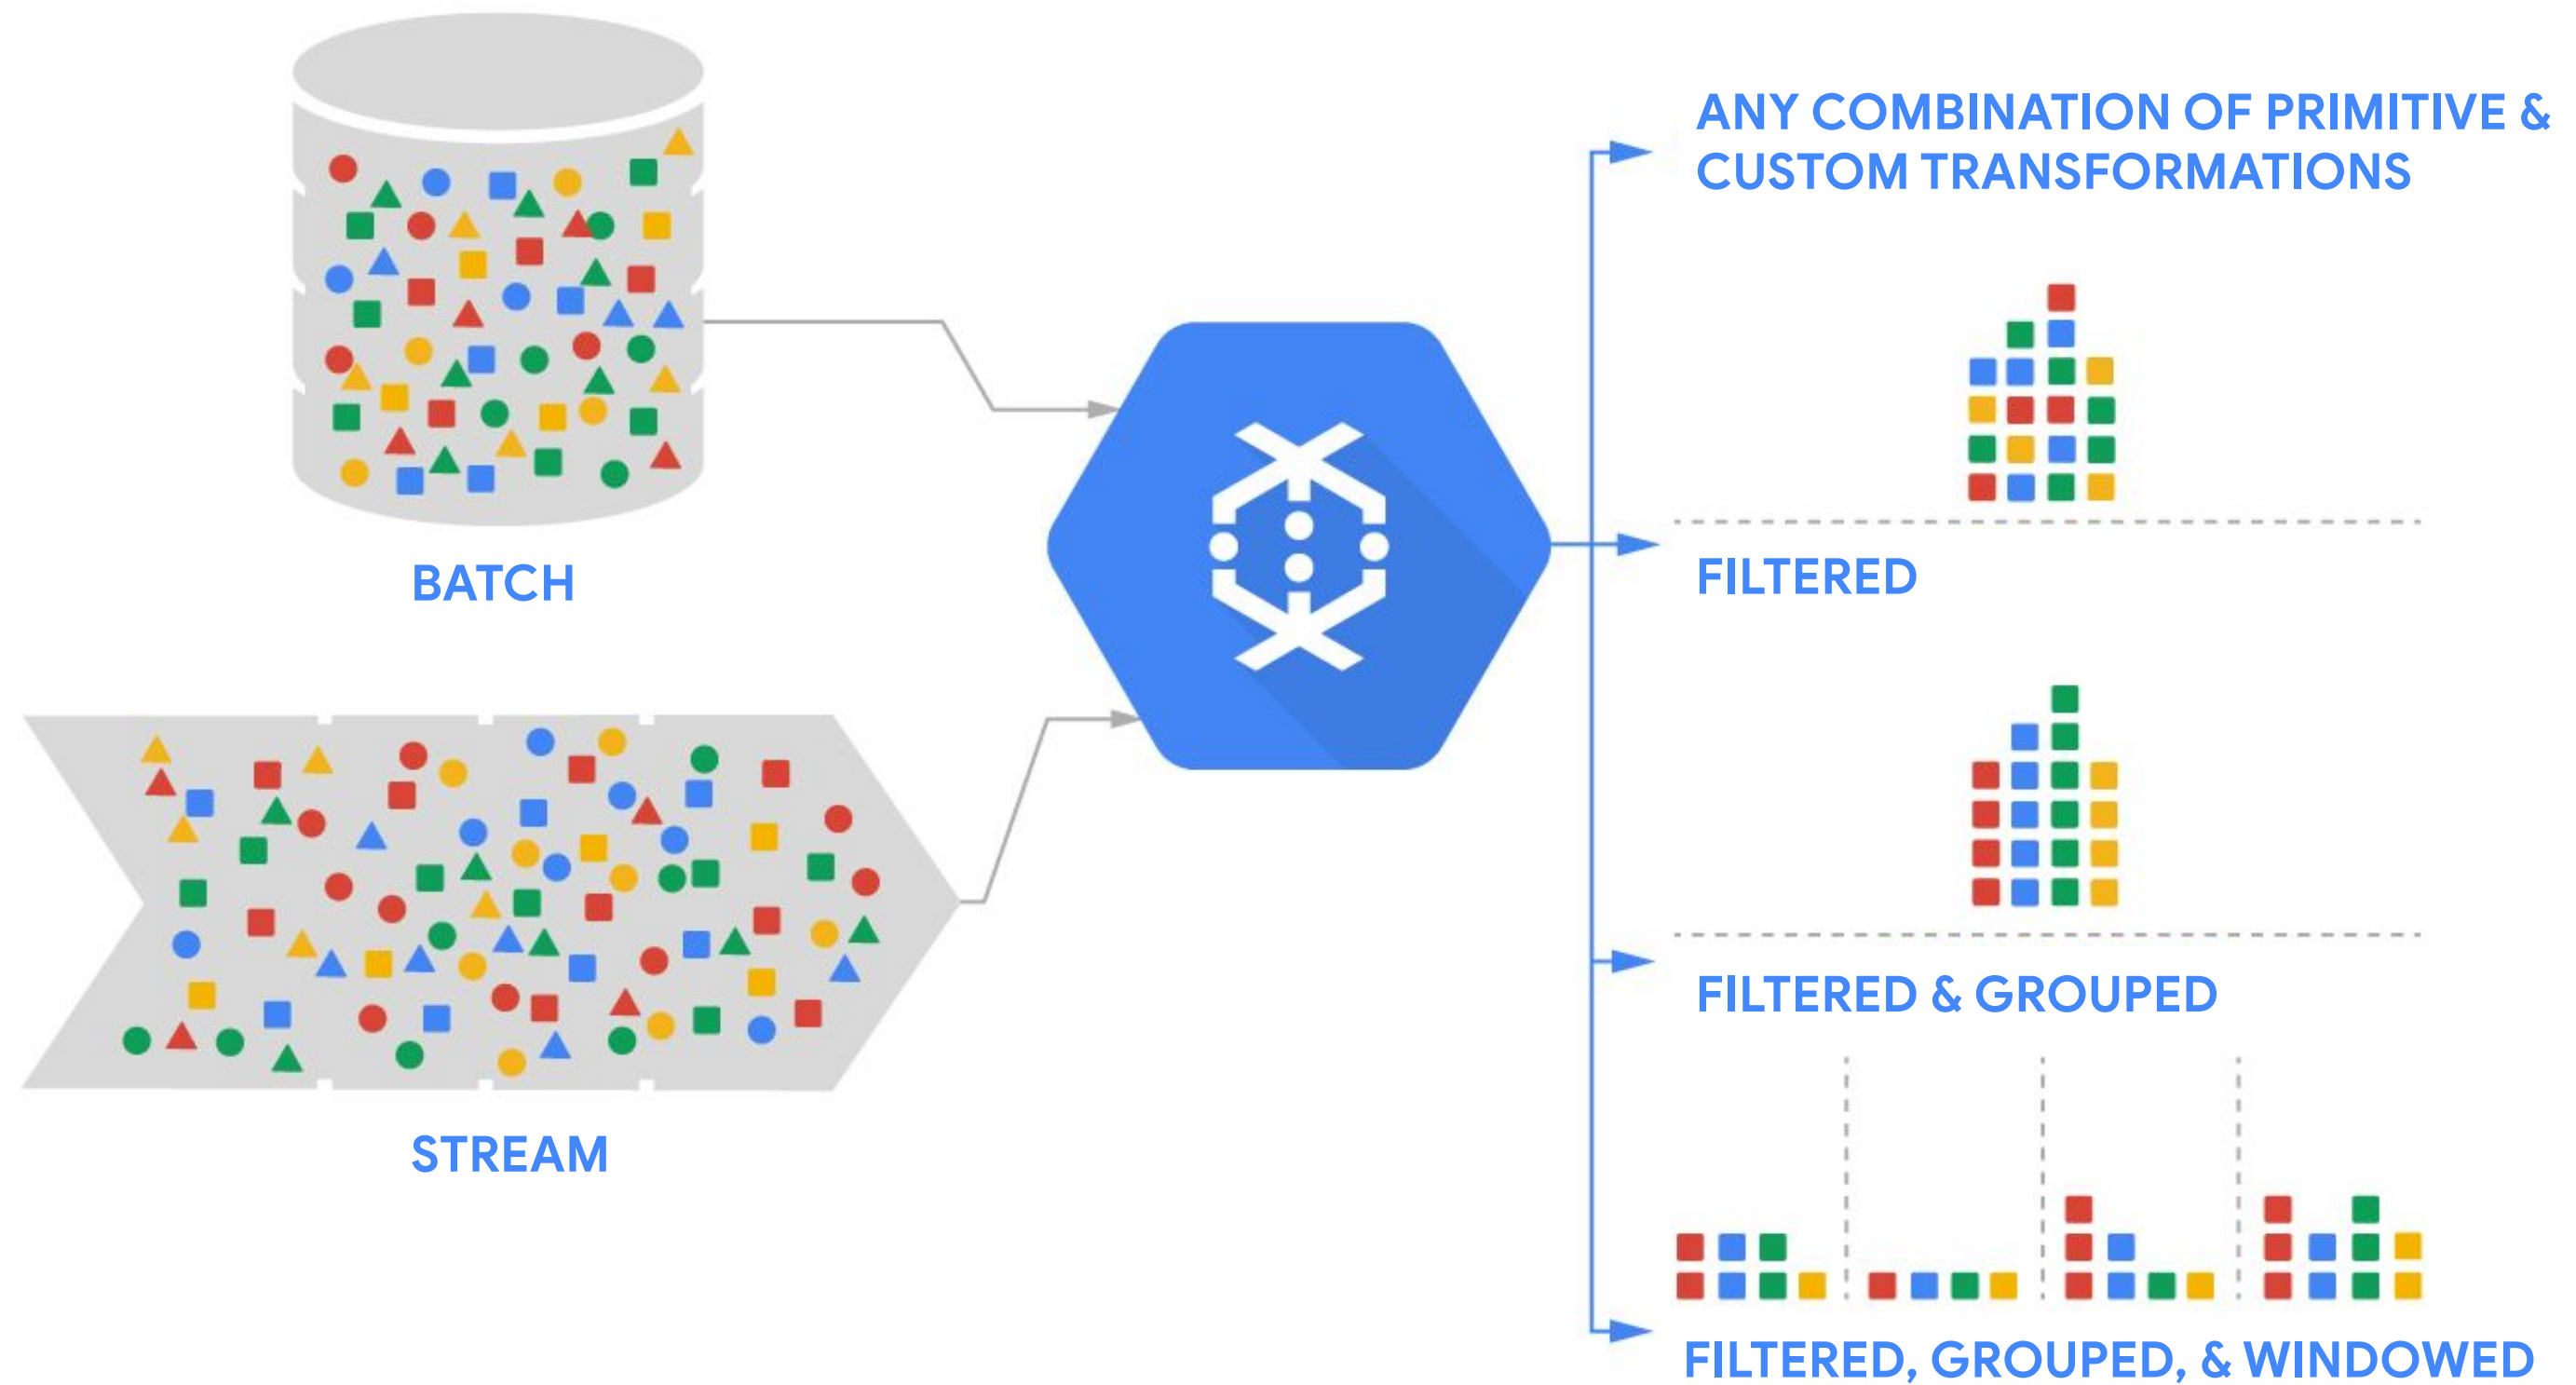 BATCH
STREAM
ANY COMBINATION OF PRIMITIVE &
CUSTOM TRANSFORMATIONS
FILTERED
FILTERED & GROUPED
FILTERED, GROUPED, & WINDOWED